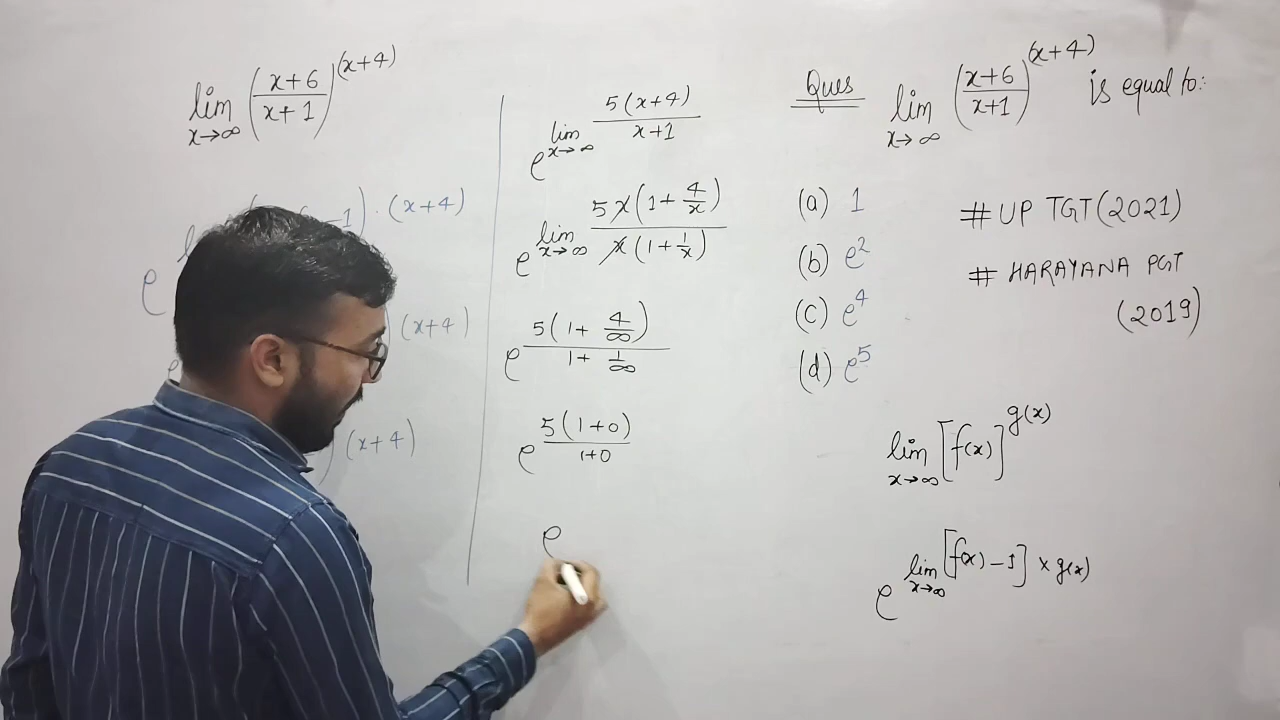 lim x→∞ ((x+6)/(x+1))^(x+4)
-1) · (x+4)
e
(x+4)
(x+4)
e^(lim x→∞ 5(x+4)/(x+1))
e^(lim x→∞ 5x(1+4/x)/(x(1+1/x)))
e^(5(1+4/∞)/(1+1/∞))
e^(5(1+0)/(1+0))
e
Ques lim x→∞ ((x+6)/(x+1))^(x+4) is equal to:
(a) 1
(b) e^2
(c) e^4
(d) e^5
# UP TGT(2021)
# HARAYANA PGT
(2019)
lim x→∞ [f(x)]^g(x)
e^(lim x→∞ [f(x)-1] × g(x))